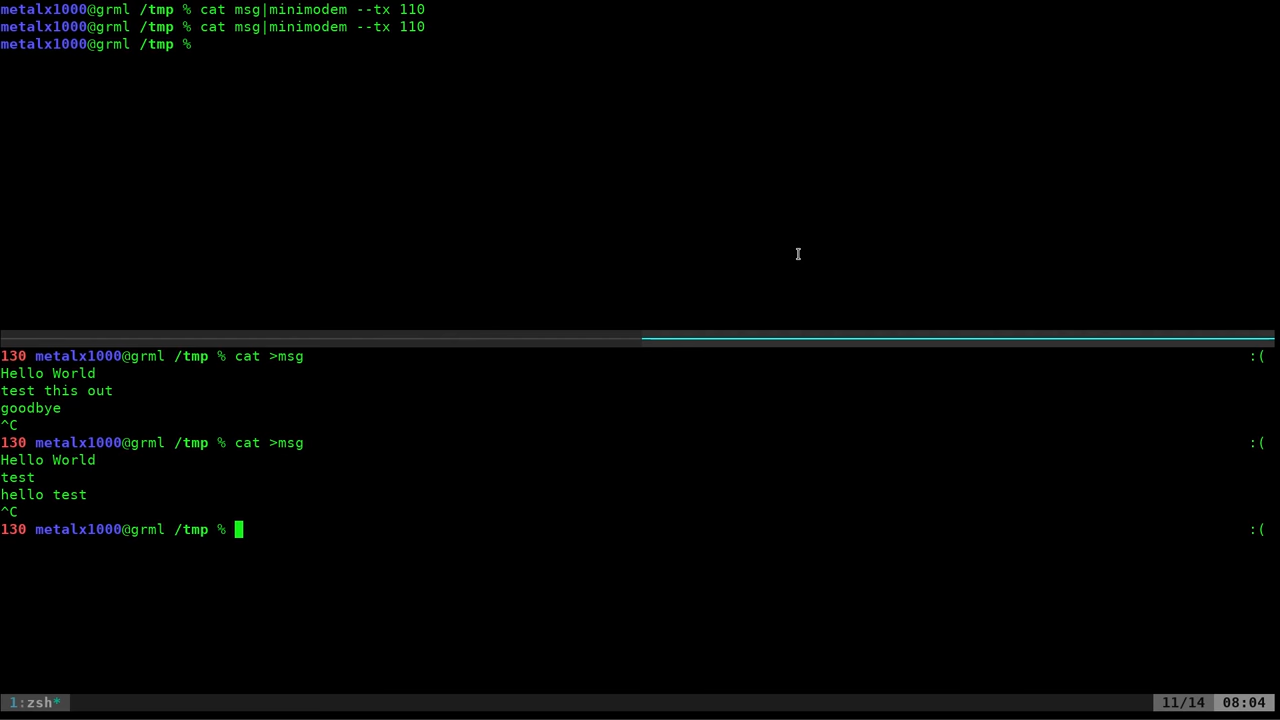 metalx1000@grml /tmp % cat msg|minimodem --tx 110
metalx1000@grml /tmp % cat msg|minimodem --tx 110
metalx1000@grml /tmp %
130 metalx1000@grml /tmp % cat >msg :(
Hello World
test this out
goodbye
^C
130 metalx1000@grml /tmp % cat >msg :(
Hello World
test
hello test
^C
130 metalx1000@grml /tmp % :(
1:zsh* 11/14 08:04